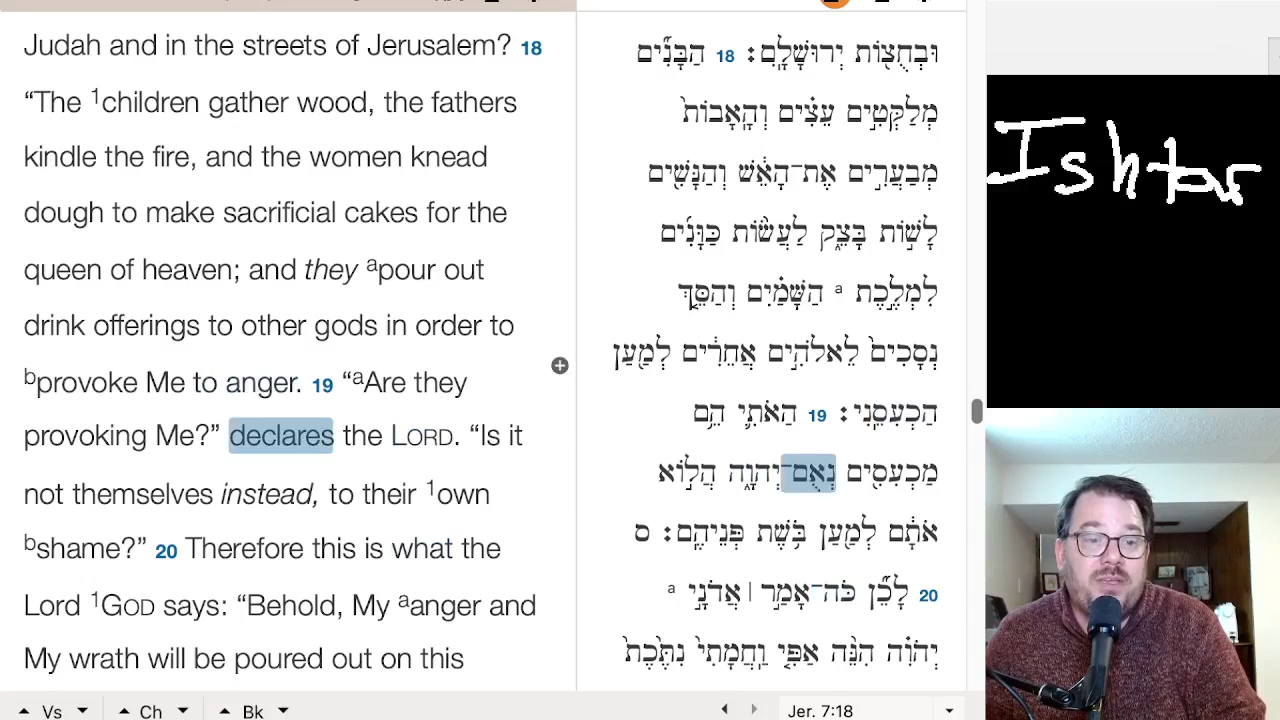 Judah and in the streets of Jerusalem? 18
“The 1children gather wood, the fathers
kindle the fire, and the women knead
dough to make sacrificial cakes for the
queen of heaven; and they apour out
drink offerings to other gods in order to
bprovoke Me to anger. 19 “aAre they
provoking Me?” declares the LORD. “Is it
not themselves instead, to their 1own
bshame?” 20 Therefore this is what the
Lord 1GOD says: “Behold, My aanger and
My wrath will be poured out on this
וּבְחֻצ֖וֹת יְרוּשָׁלִָֽם׃ 18 הַבָּנִ֞ים
מְלַקְּטִ֣ים עֵצִ֗ים וְהָֽאָבוֹת֙
מְבַעֲרִ֣ים אֶת־הָאֵ֔שׁ וְהַנָּשִׁ֖ים
לָשׁ֣וֹת בָּצֵ֑ק לַעֲשׂ֨וֹת כַּוָּנִ֜ים
לִמְלֶ֣כֶת a הַשָּׁמַ֗יִם וְהַסֵּ֤ךְ
נְסָכִים֙ לֵאלֹהִ֣ים אֲחֵרִ֔ים לְמַ֖עַן
הַכְעִסֵֽנִי׃ 19 הַאֹתִ֛י הֵ֥ם
מַכְעִסִ֖ים נְאֻם־יְהוָ֑ה הֲל֣וֹא
אֹתָ֔ם לְמַ֖עַן בֹּ֥שֶׁת פְּנֵיהֶֽם׃ ס
20 לָכֵ֞ן כֹּה־אָמַ֣ר ׀ אֲדֹנָ֣י a
יְהֹוִ֗ה הִנֵּ֨ה אַפִּ֤י וַֽחֲמָתִי֙ נִתֶּ֙כֶת֙
Ishtar
Vs Ch Bk
Jer. 7:18